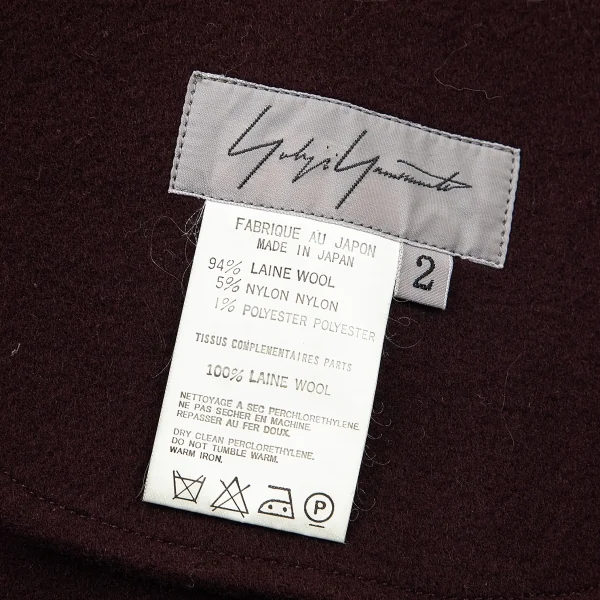 Yohji Yamamoto
FABRIQUE AU JAPON
MADE IN JAPAN
2
94% LAINE WOOL
5% NYLON NYLON
1% POLYESTER POLYESTER
TISSUS COMPLEMENTAIRES PARTS
100% LAINE WOOL
NETTOYAGE A SEC PERCHLORETHYLENE.
NE PAS SECHER EN MACHINE.
REPASSER AU FER DOUX.
DRY CLEAN PERCLORETHYLENE.
DO NOT TUMBLE WARM.
WARM IRON.
P